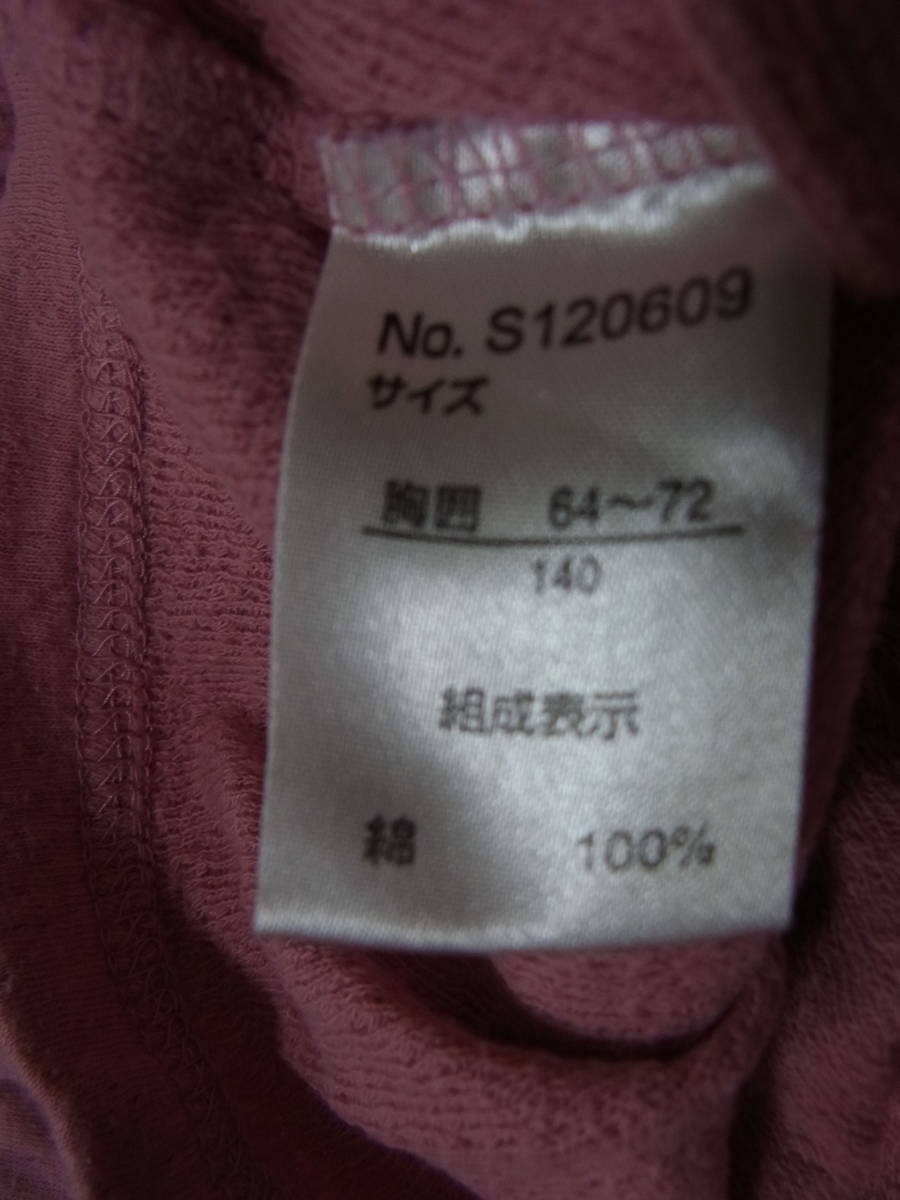 No. S120609
サイズ
胸囲 64～72
140
組成表示
綿 100%